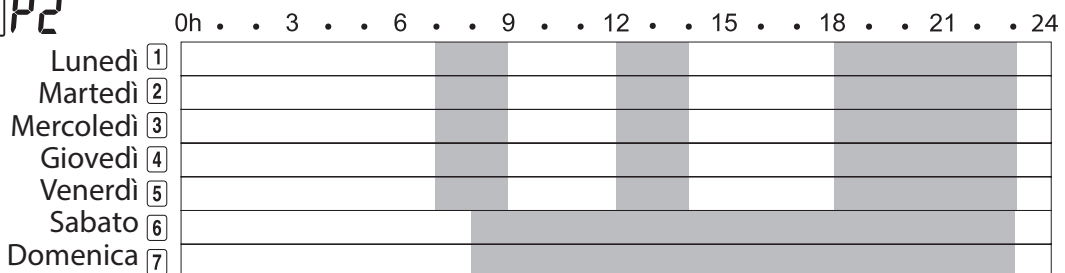 P2
0h . . 3 . . 6 . . 9 . . 12 . . 15 . . 18 . . 21 . . 24
Lunedì 1
Martedì 2
Mercoledì 3
Giovedì 4
Venerdì 5
Sabato 6
Domenica 7